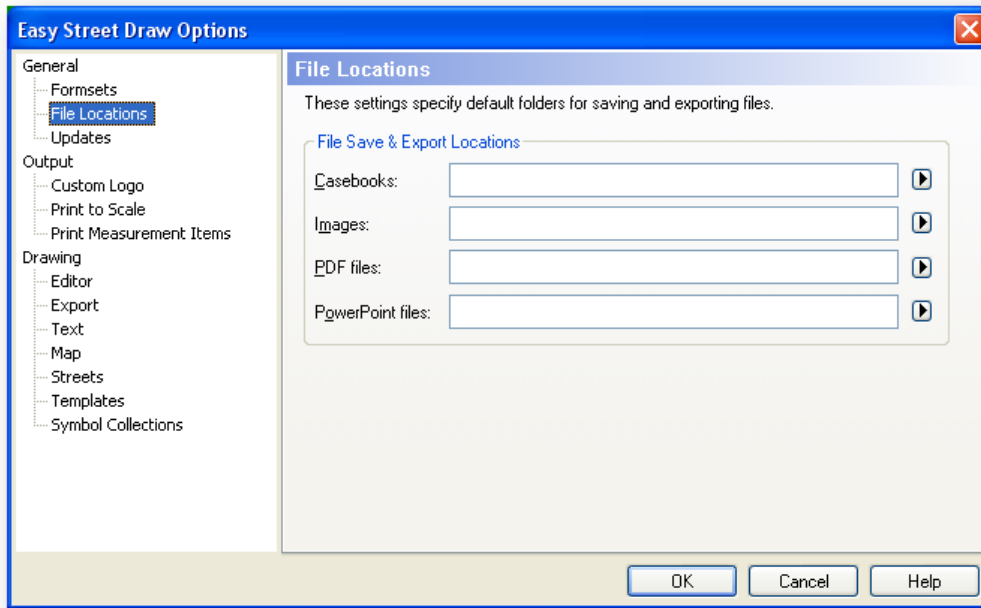 Easy Street Draw Options
General
Formsets
File Locations
Updates
Output
Custom Logo
Print to Scale
Print Measurement Items
Drawing
Editor
Export
Text
Map
Streets
Templates
Symbol Collections
File Locations
These settings specify default folders for saving and exporting files.
File Save & Export Locations
Casebooks:
Images:
PDF files:
PowerPoint files:
OK Cancel Help